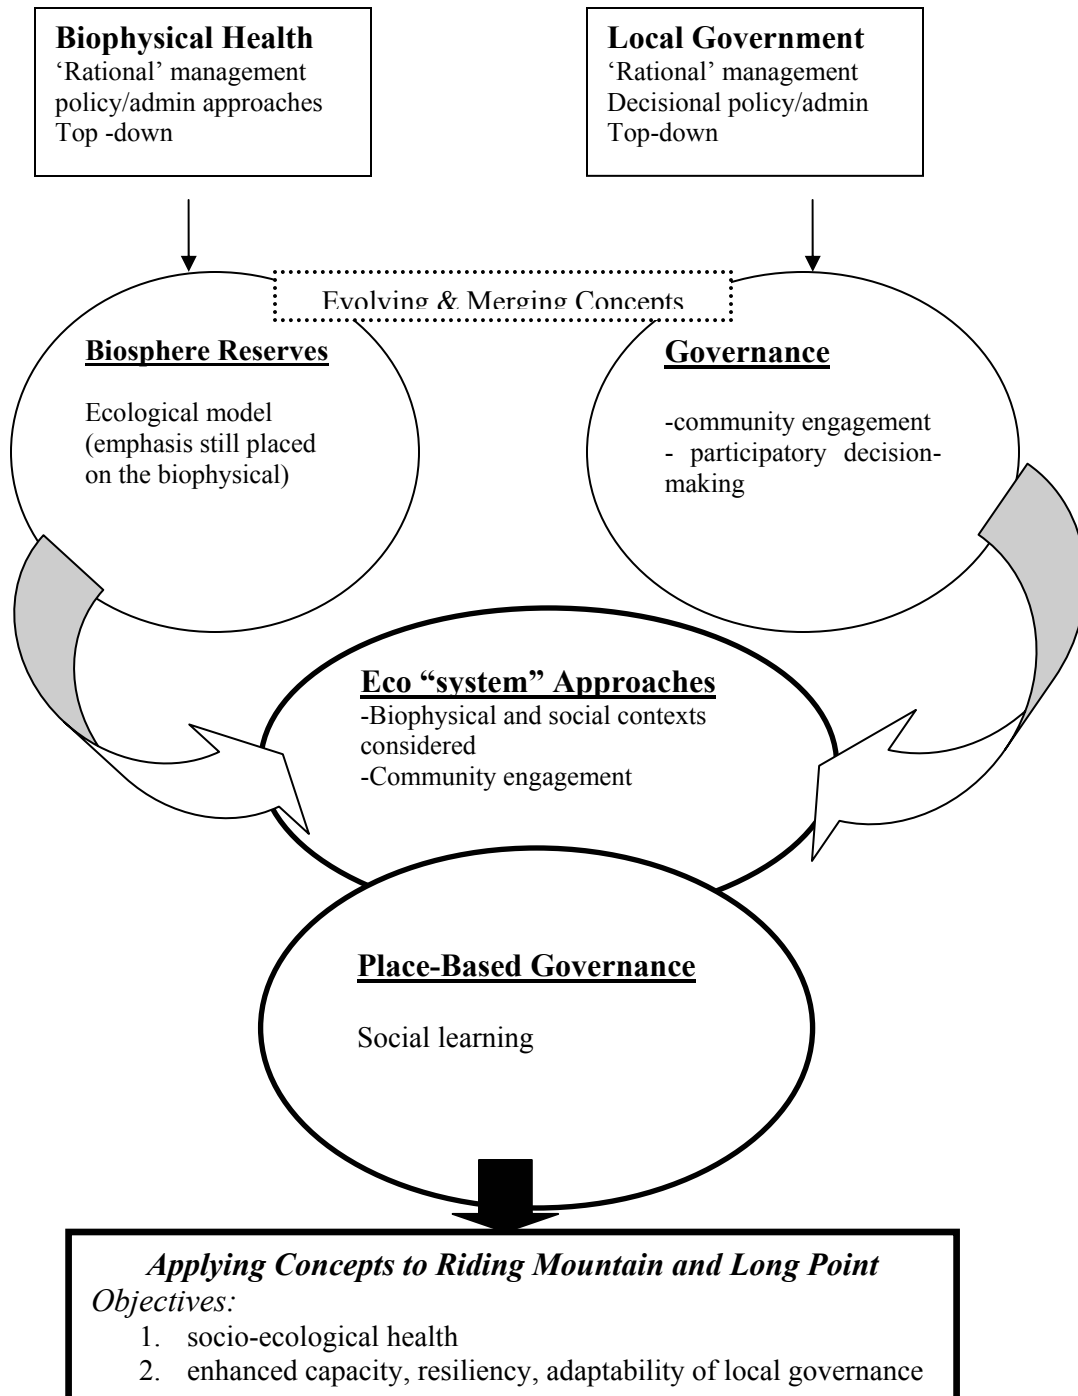 Biophysical Health
‘Rational’ management
policy/admin approaches
Top -down
Local Government
‘Rational’ management
Decisional policy/admin
Top-down
Evolving & Merging Concepts
Biosphere Reserves
Ecological model
(emphasis still placed
on the biophysical)
Governance
-community engagement
- participatory decision-
making
Eco “system” Approaches
-Biophysical and social contexts
considered
-Community engagement
Place-Based Governance
Social learning
Applying Concepts to Riding Mountain and Long Point
Objectives:
1. socio-ecological health
2. enhanced capacity, resiliency, adaptability of local governance